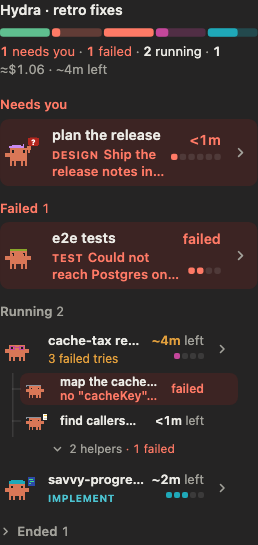 Hydra · retro fixes
1 needs you · 1 failed · 2 running · 1
≈$1.06 · ~4m left
Needs you
plan the release <1m
DESIGN Ship the
release notes in...
Failed 1
e2e tests failed
TEST Could not
reach Postgres on...
Running 2
cache-tax re... ~4m left
3 failed tries
map the cache...
no "cacheKey"... failed
find callers... <1m left
2 helpers · 1 failed
savvy-progre... ~2m left
IMPLEMENT
Ended 1